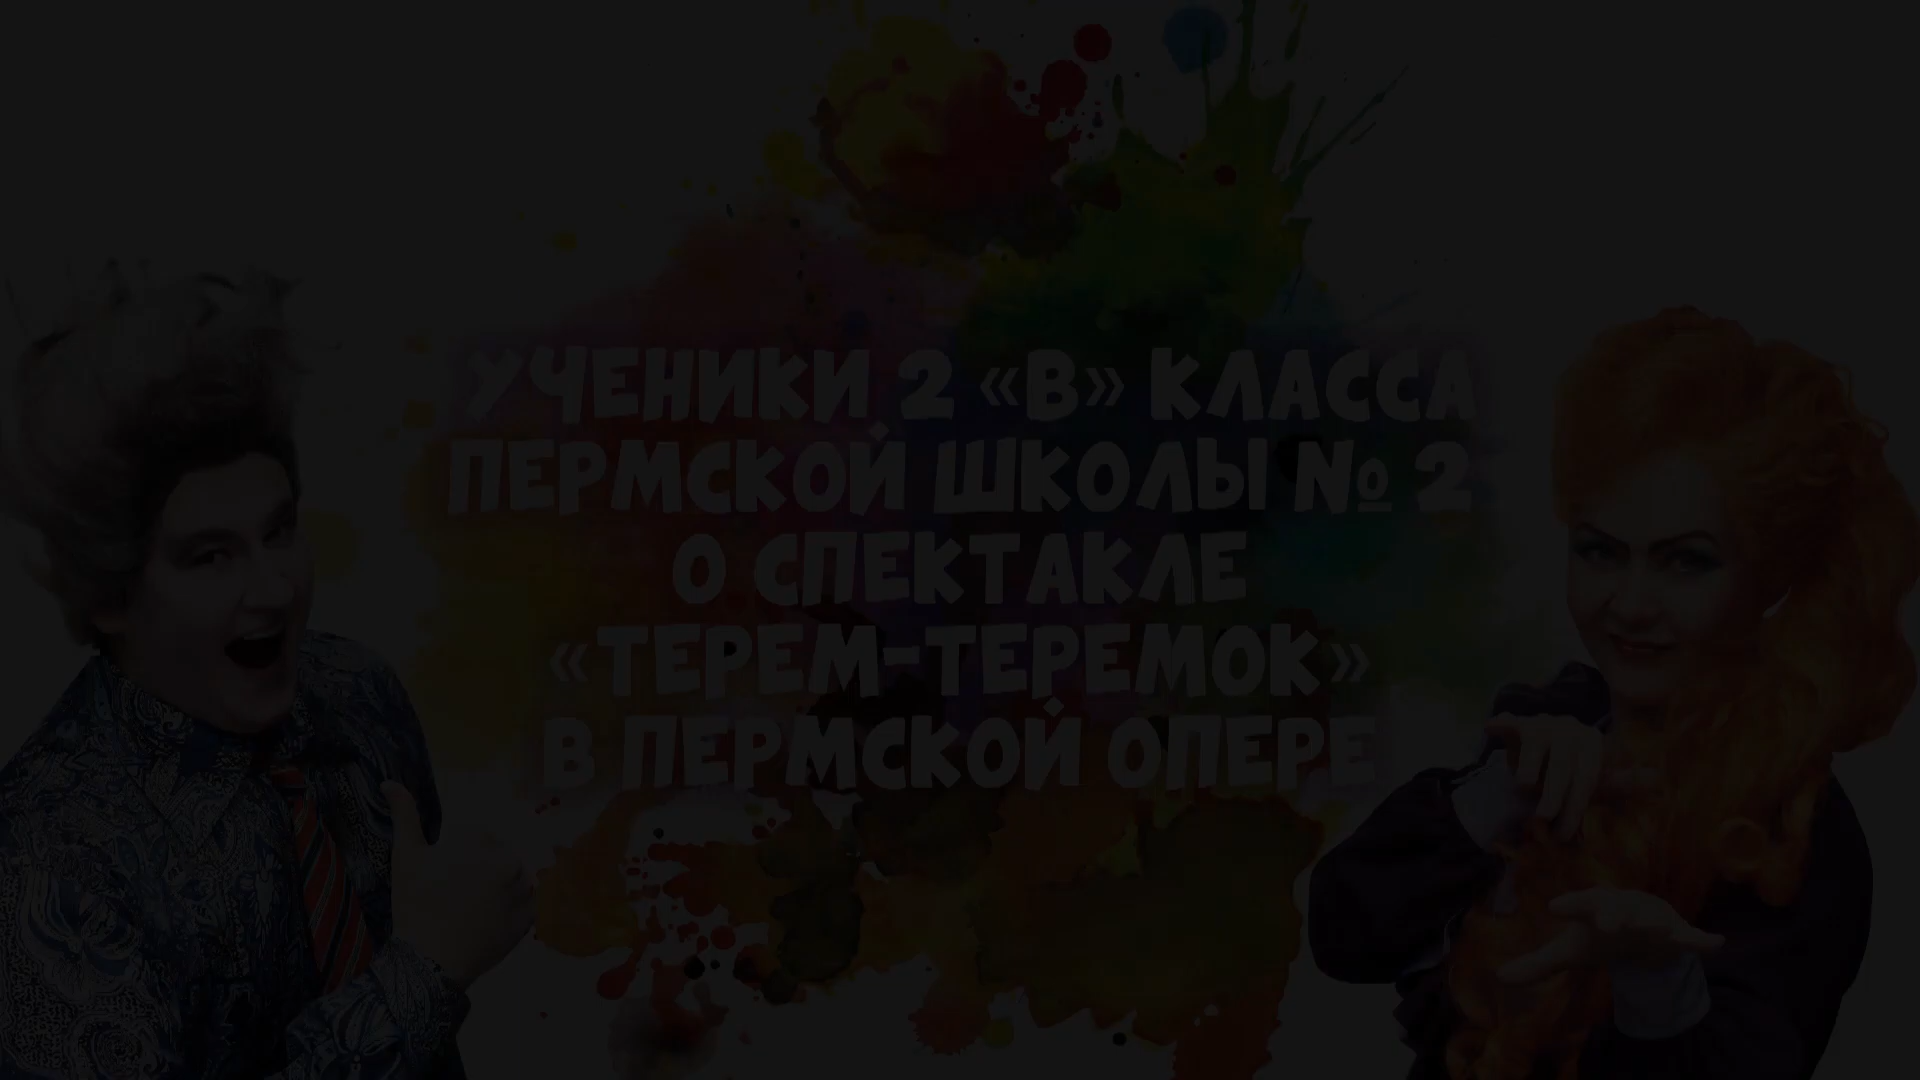 УЧЕНИКИ 2 «В» КЛАССА
ПЕРМСКОЙ ШКОЛЫ № 2
О СПЕКТАКЛЕ
«ТЕРЕМ-ТЕРЕМОК»
В ПЕРМСКОЙ ОПЕРЕ